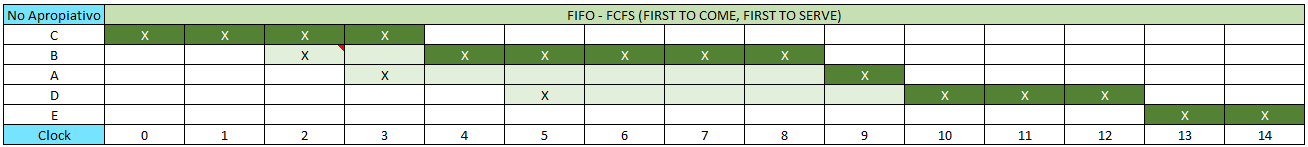 No Apropiativo FIFO - FCFS (FIRST TO COME, FIRST TO SERVE)
C X X X X
B X X X X X X
A X X
D X X X X
E X X
Clock 0 1 2 3 4 5 6 7 8 9 10 11 12 13 14